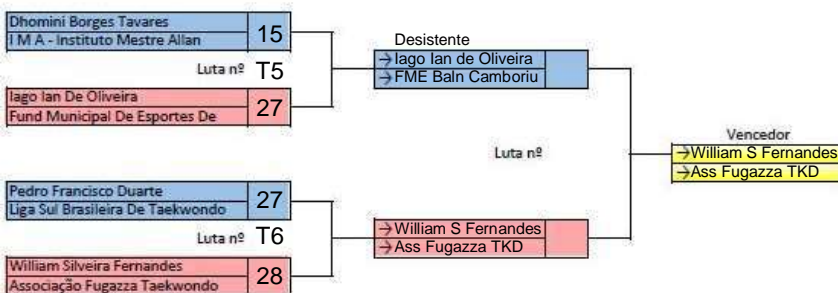 Dhomini Borges Tavares
I M A - Instituto Mestre Allan
15
Luta nº T5
Iago Ian De Oliveira
Fund Municipal De Esportes De
27
Desistente
→Iago Ian de Oliveira
→FME Baln Camboriu
Luta nº
Vencedor
→William S Fernandes
→Ass Fugazza TKD
Pedro Francisco Duarte
Liga Sul Brasileira De Taekwondo
27
Luta nº T6
William Silveira Fernandes
Associação Fugazza Taekwondo
28
→William S Fernandes
→Ass Fugazza TKD